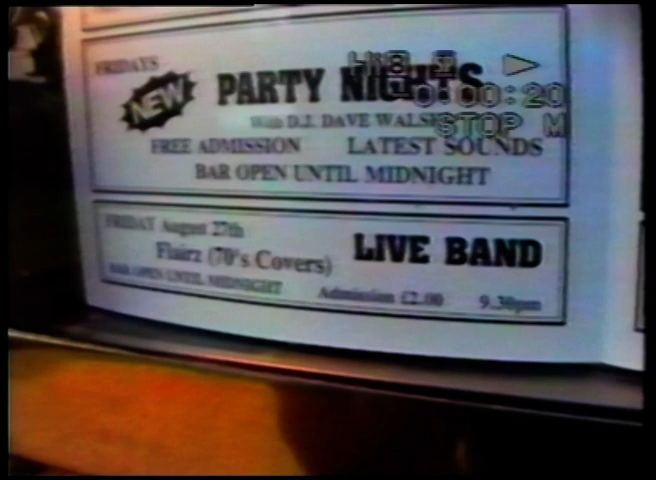 FRIDAYS
NEW
PARTY NIGHTS
With D.J. DAVE WALSH
FREE ADMISSION LATEST SOUNDS
BAR OPEN UNTIL MIDNIGHT
0:00:20
STOP M
FRIDAY August 27th
LIVE BAND
Flairz (70's Covers)
BAR OPEN UNTIL MIDNIGHT
Admission £2.00 9.30pm